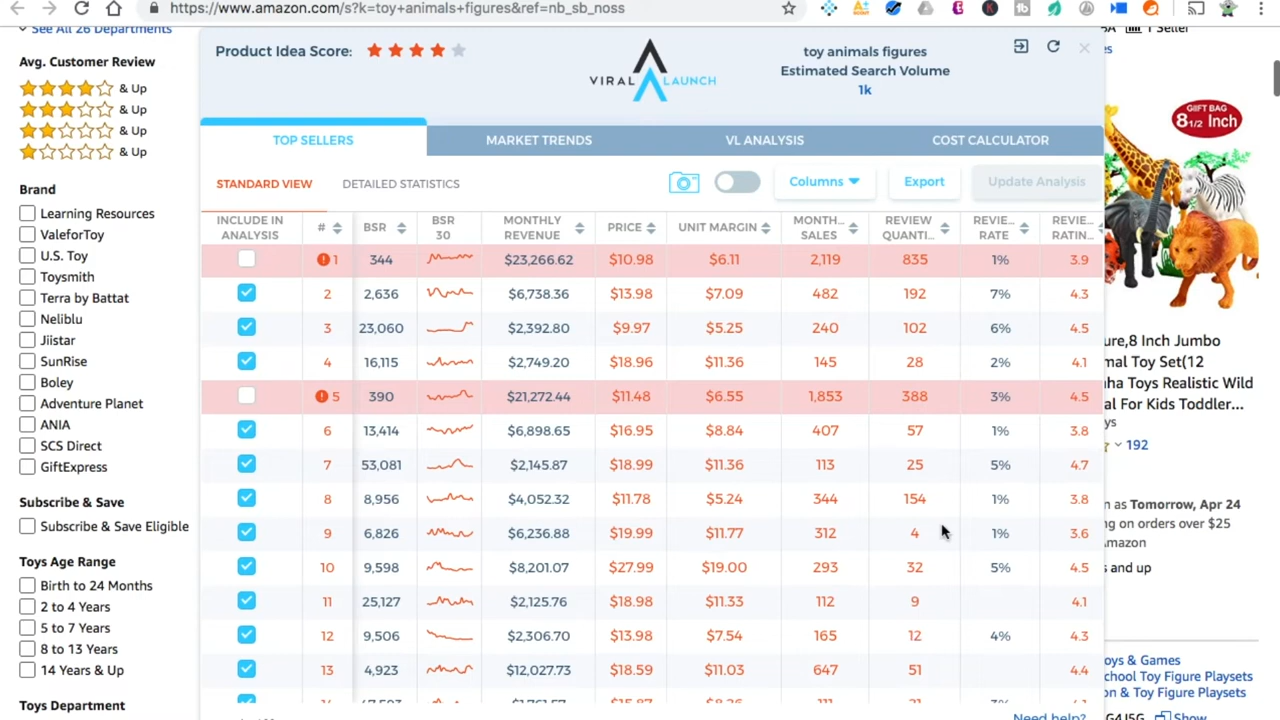 https://www.amazon.com/s?k=toy+animals+figures&ref=nb_sb_noss
See All 26 Departments
Avg. Customer Review
& Up
& Up
& Up
& Up
Brand
Learning Resources
ValeforToy
U.S. Toy
Toysmith
Terra by Battat
Neliblu
Jiistar
SunRise
Boley
Adventure Planet
ANIA
SCS Direct
GiftExpress
Subscribe & Save
Subscribe & Save Eligible
Toys Age Range
Birth to 24 Months
2 to 4 Years
5 to 7 Years
8 to 13 Years
14 Years & Up
Toys Department
Product Idea Score:
VIRAL LAUNCH
toy animals figures
Estimated Search Volume
1k
TOP SELLERS MARKET TRENDS VL ANALYSIS COST CALCULATOR
STANDARD VIEW DETAILED STATISTICS Columns Export Update Analysis
INCLUDE IN ANALYSIS # BSR BSR 30 MONTHLY REVENUE PRICE UNIT MARGIN MONTH... SALES REVIEW QUANTI... REVIE... RATE REVIE... RATIN...
1 344 $23,266.62 $10.98 $6.11 2,119 835 1% 3.9
2 2,636 $6,738.36 $13.98 $7.09 482 192 7% 4.3
3 23,060 $2,392.80 $9.97 $5.25 240 102 6% 4.5
4 16,115 $2,749.20 $18.96 $11.36 145 28 2% 4.1
5 390 $21,272.44 $11.48 $6.55 1,853 388 3% 4.5
6 13,414 $6,898.65 $16.95 $8.84 407 57 1% 3.8
7 53,081 $2,145.87 $18.99 $11.36 113 25 5% 4.7
8 8,956 $4,052.32 $11.78 $5.24 344 154 1% 3.8
9 6,826 $6,236.88 $19.99 $11.77 312 4 1% 3.6
10 9,598 $8,201.07 $27.99 $19.00 293 32 5% 4.5
11 25,127 $2,125.76 $18.98 $11.33 112 9 4.1
12 9,506 $2,306.70 $13.98 $7.54 165 12 4% 4.3
13 4,923 $12,027.73 $18.59 $11.03 647 51 4.4
Need help?
1 Seller
GIFT BAG
8 1/2 Inch
ure,8 Inch Jumbo
mal Toy Set(12
ha Toys Realistic Wild
al For Kids Toddler...
ys
192
n as Tomorrow, Apr 24
ng on orders over $25
mazon
s and up
oys & Games
chool Toy Figure Playsets
on & Toy Figure Playsets
Show